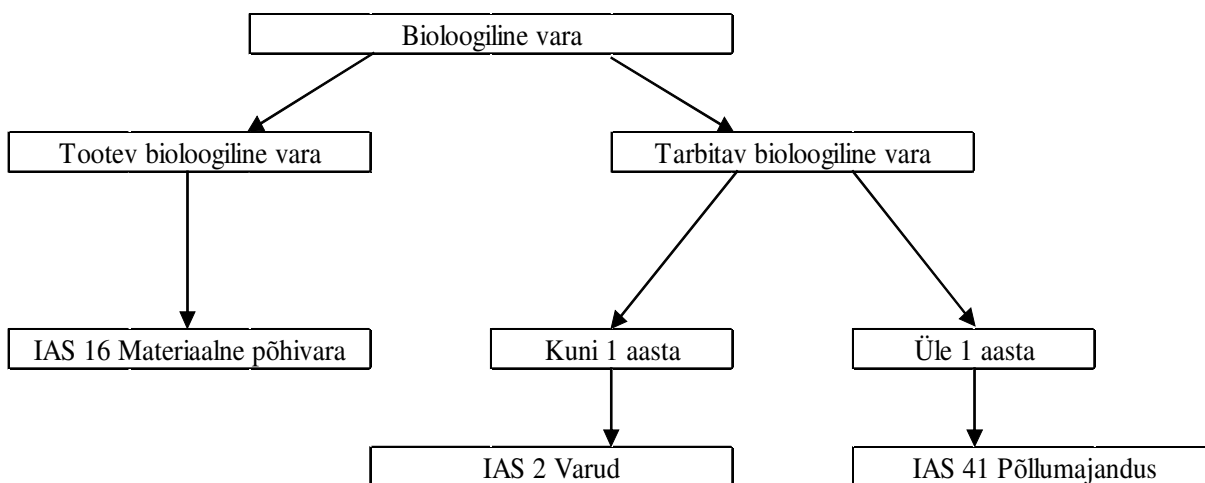 Bioloogiline vara
Tootev bioloogiline vara
Tarbitav bioloogiline vara
IAS 16 Materiaalne põhivara
Kuni 1 aasta
Üle 1 aasta
IAS 2 Varud
IAS 41 Põllumajandus